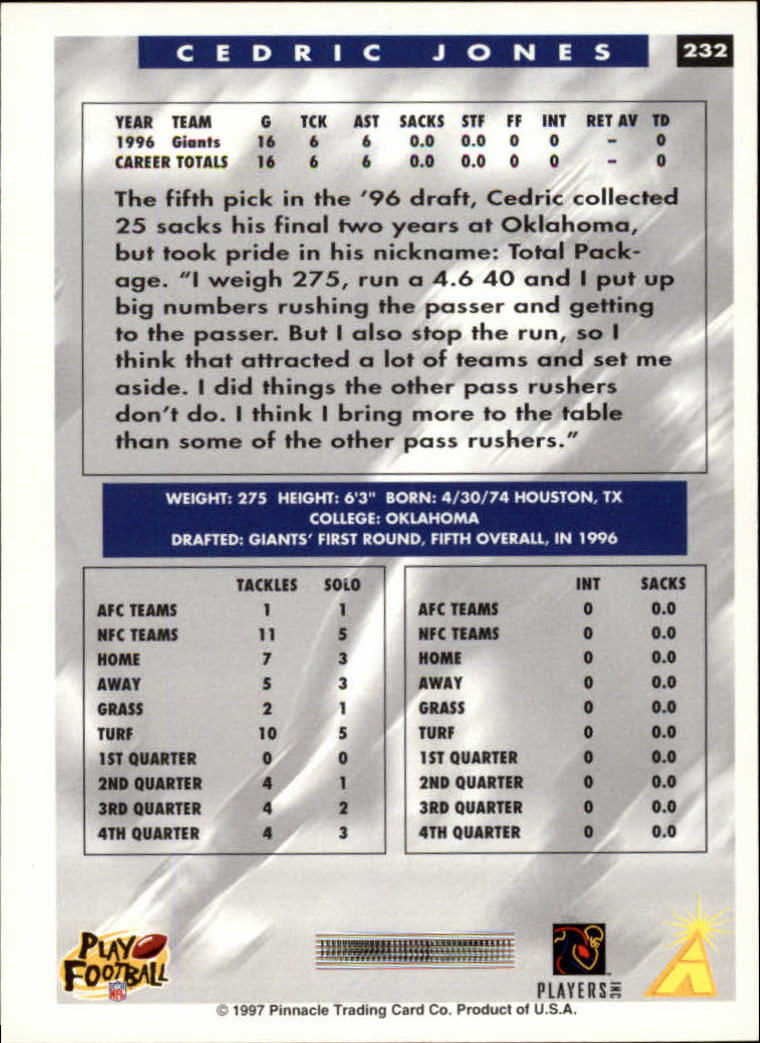 CEDRIC JONES 232
YEAR TEAM G TCK AST SACKS STF FF INT RET AV TD
1996 Giants 16 6 6 0.0 0.0 0 0 – 0
CAREER TOTALS 16 6 6 0.0 0.0 0 0 – 0
The fifth pick in the '96 draft, Cedric collected
25 sacks his final two years at Oklahoma,
but took pride in his nickname: Total Pack-
age. "I weigh 275, run a 4.6 40 and I put up
big numbers rushing the passer and getting
to the passer. But I also stop the run, so I
think that attracted a lot of teams and set me
aside. I did things the other pass rushers
don't do. I think I bring more to the table
than some of the other pass rushers."
WEIGHT: 275 HEIGHT: 6'3" BORN: 4/30/74 HOUSTON, TX
COLLEGE: OKLAHOMA
DRAFTED: GIANTS' FIRST ROUND, FIFTH OVERALL, IN 1996
TACKLES SOLO
AFC TEAMS 1 1
NFC TEAMS 11 5
HOME 7 3
AWAY 5 3
GRASS 2 1
TURF 10 5
1ST QUARTER 0 0
2ND QUARTER 4 1
3RD QUARTER 4 2
4TH QUARTER 4 3
INT SACKS
AFC TEAMS 0 0.0
NFC TEAMS 0 0.0
HOME 0 0.0
AWAY 0 0.0
GRASS 0 0.0
TURF 0 0.0
1ST QUARTER 0 0.0
2ND QUARTER 0 0.0
3RD QUARTER 0 0.0
4TH QUARTER 0 0.0
PLAY
FOOTBALL
NFL
PLAYERS INC
© 1997 Pinnacle Trading Card Co. Product of U.S.A.